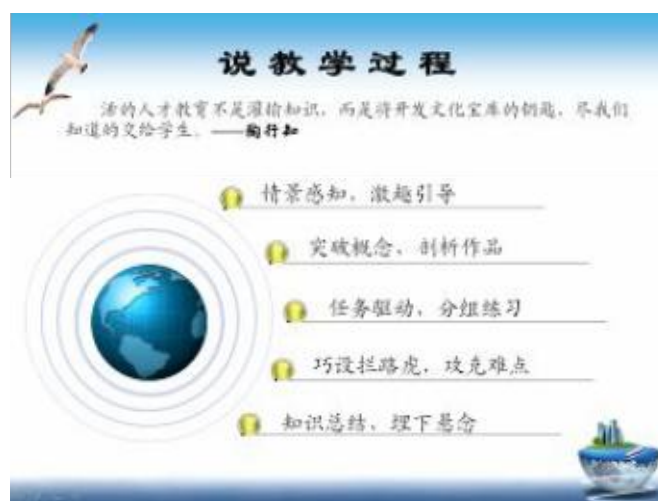 说教学过程
活的人才教育不是灌输知识，而是将开发文化宝库的钥匙，尽我们
知道的交给学生。——陶行知
情景感知，激趣引导
突破概念、剖析作品
任务驱动，分组练习
巧设拦路虎，攻克难点
知识总结、埋下悬念